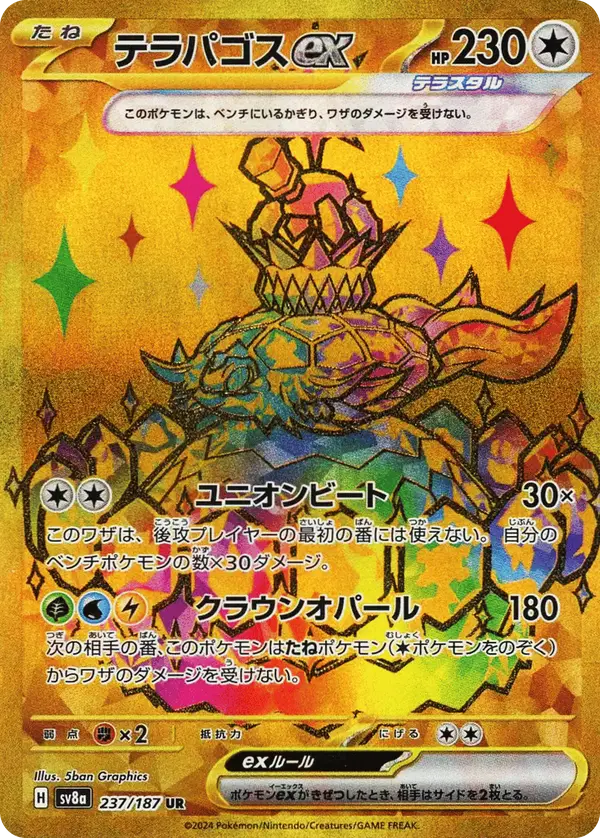 たね テラパゴスex HP230
テラスタル
このポケモンは、ベンチにいるかぎり、ワザのダメージを受けない。
ユニオンビート 30×
このワザは、後攻プレイヤーの最初の番には使えない。自分の
ベンチポケモンの数×30ダメージ。
クラウンオパール 180
次の相手の番、このポケモンはたねポケモン(ポケモンをのぞく)
からワザのダメージを受けない。
弱点 ×2 抵抗力 にげる
exルール
ポケモンexがきぜつしたとき、相手はサイドを2枚とる。
Illus. 5ban Graphics
H sv8a 237/187 UR
©2024 Pokémon/Nintendo/Creatures/GAME FREAK.